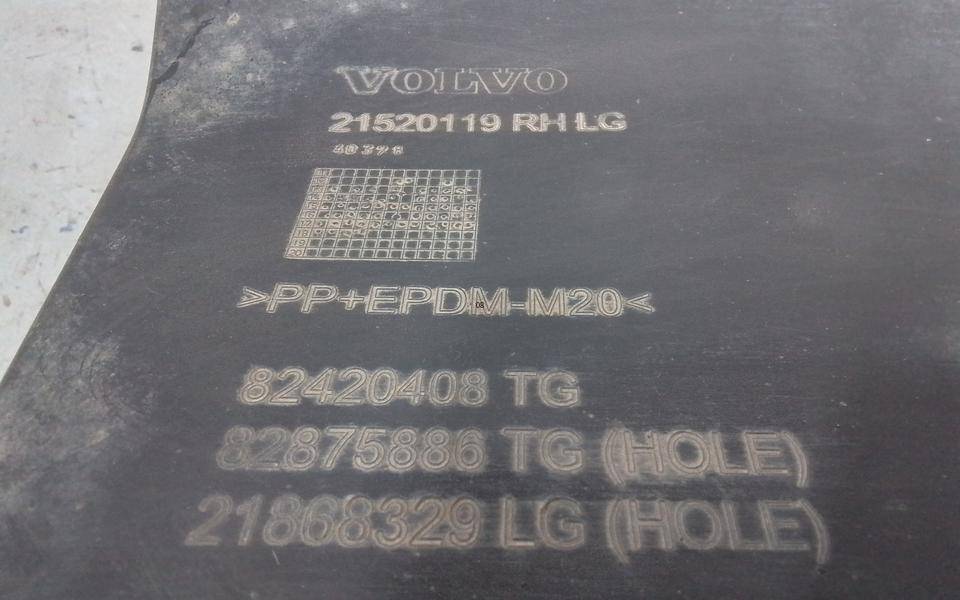 VOLVO
21520119 RH LG
>PP+EPDM-M20<
82420408 TG
82875886 TG (HOLE)
21868329 LG (HOLE)